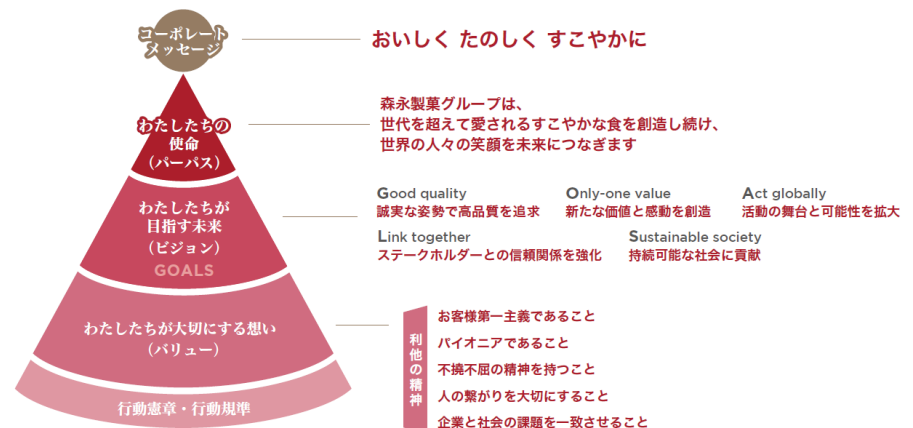 コーポレート
メッセージ
おいしく たのしく すこやかに
わたしたちの
使命
（パーパス）
森永製菓グループは、
世代を超えて愛されるすこやかな食を創造し続け、
世界の人々の笑顔を未来につなぎます
わたしたちが
目指す未来
（ビジョン）
GOALS
Good quality
誠実な姿勢で高品質を追求
Only-one value
新たな価値と感動を創造
Act globally
活動の舞台と可能性を拡大
Link together
ステークホルダーとの信頼関係を強化
Sustainable society
持続可能な社会に貢献
わたしたちが大切にする想い
（バリュー）
利他の精神
お客様第一主義であること
パイオニアであること
不撓不屈の精神を持つこと
人の繋がりを大切にすること
企業と社会の課題を一致させること
行動憲章・行動規準